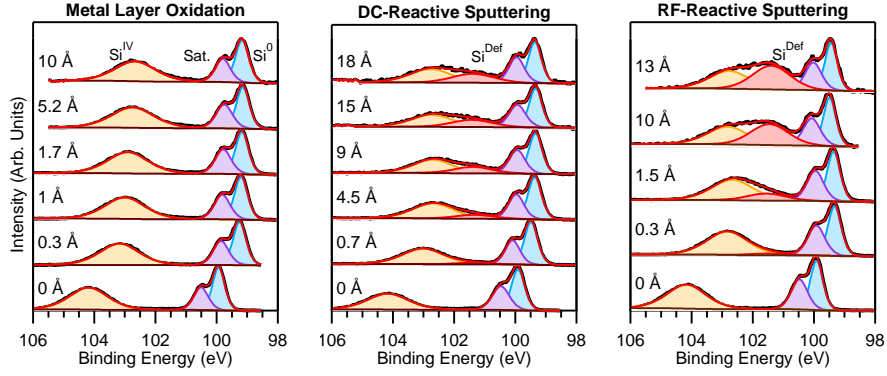 Metal Layer Oxidation
Si^IV
Sat.
Si^0
10 Å
5.2 Å
1.7 Å
1 Å
0.3 Å
0 Å
Intensity (Arb. Units)
106 104 102 100 98
Binding Energy (eV)
DC-Reactive Sputtering
Si^Def
18 Å
15 Å
9 Å
4.5 Å
0.7 Å
0 Å
106 104 102 100 98
Binding Energy (eV)
RF-Reactive Sputtering
Si^Def
13 Å
10 Å
1.5 Å
0.3 Å
0 Å
106 104 102 100 98
Binding Energy (eV)